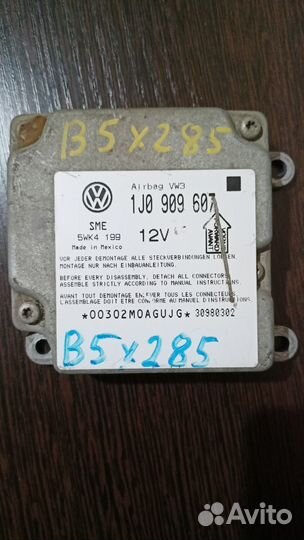 B5x285
Airbag VW3
1J0 909 607
SME
5WK4 199
Made in Mexico
12V
VOR JEDER DEMONTAGE ALLE STECKVERBINDUNGEN LÖSEN
MONTAGE NUR NACH EINBAUANLEITUNG.
BEFORE EVERY DISASSEMBLY, DETACH ALL CONNECTORS
ASSEMBLE STRICTLY ACCORDING TO MANUAL INSTRUCTIONS.
AVANT TOUT DEMONTAGE ENLEVER TOUS LES CONNECTEURS
L'ASSEMBLAGE DOIT ETRE CONFORME AU MANUEL
*00302M0AGUJG* 30980302
B5x285
Avito